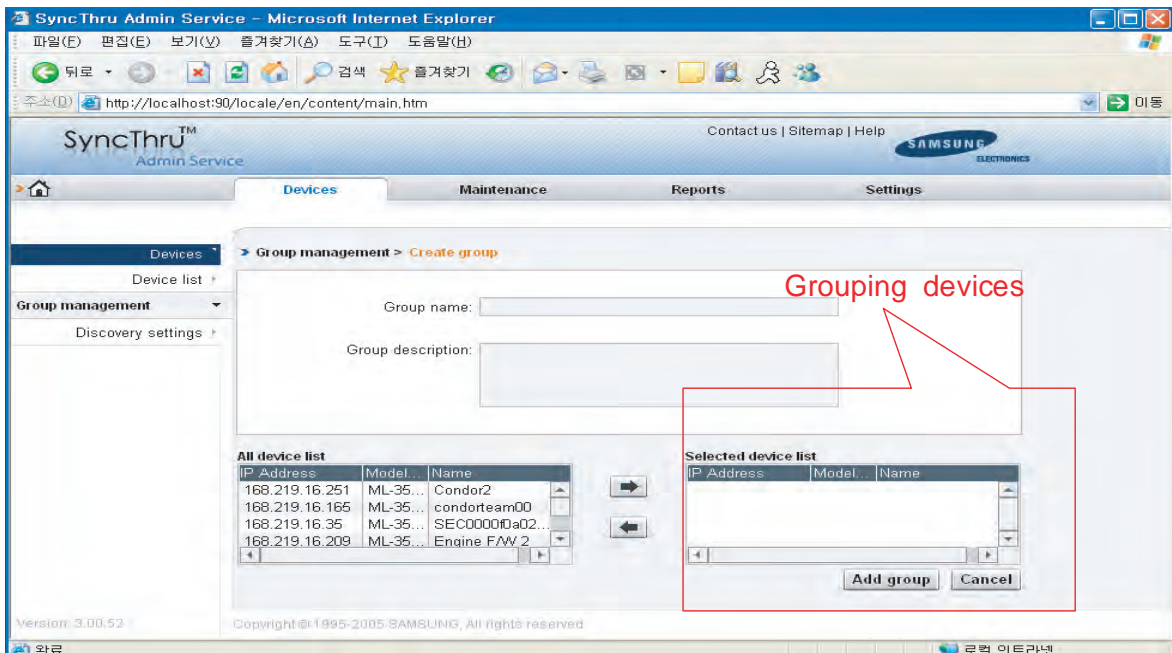 SyncThru Admin Service - Microsoft Internet Explorer
파일(F) 편집(E) 보기(V) 즐겨찾기(A) 도구(T) 도움말(H)
뒤로 검색 즐겨찾기
주소(D) http://localhost:90/locale/en/content/main.htm 이동
SyncThru™
Admin Service
Contact us | Sitemap | Help
SAMSUNG
ELECTRONICS
Devices Maintenance Reports Settings
Devices
Device list
Group management
Discovery settings
Group management > Create group
Grouping devices
Group name:
Group description:
All device list
IP Address Model... Name
168.219.16.251 ML-35... Condor2
168.219.16.165 ML-35... condorteam00
168.219.16.35 ML-35... SEC0000f0a02...
168.219.16.209 ML-35... Engine F/W 2
Selected device list
IP Address Model... Name
Add group Cancel
Version: 3.00.52
Copyright © 1995-2005 SAMSUNG, All rights reserved
완료 로컬 인트라넷